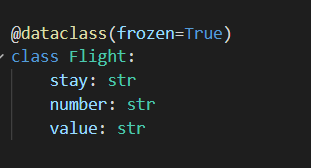 @dataclass(frozen=True)
class Flight:
    stay: str
    number: str
    value: str